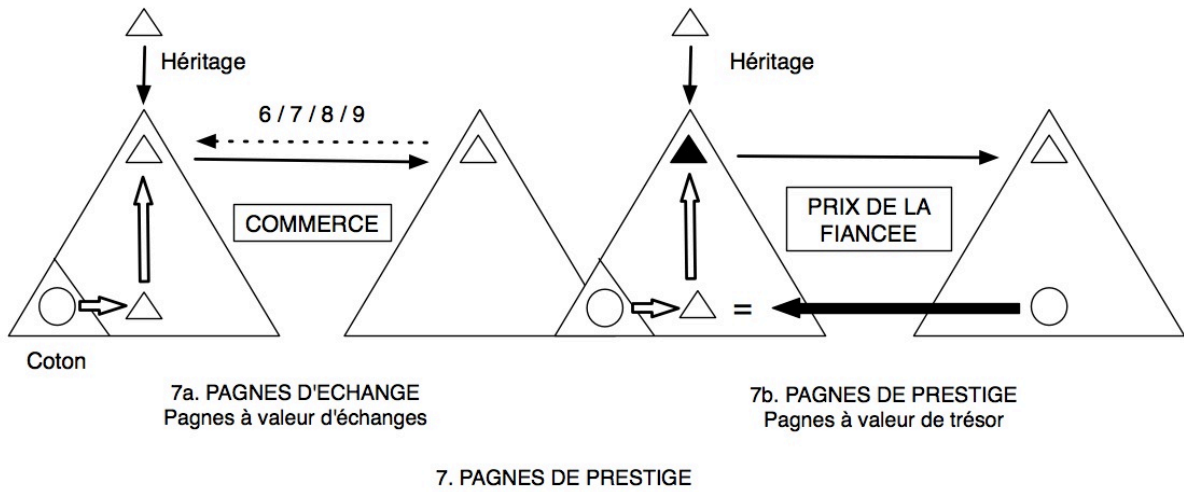 Héritage
Héritage
6 / 7 / 8 / 9
COMMERCE
PRIX DE LA
FIANCEE
=
Coton
7a. PAGNES D'ECHANGE
Pagnes à valeur d'échanges
7b. PAGNES DE PRESTIGE
Pagnes à valeur de trésor
7. PAGNES DE PRESTIGE